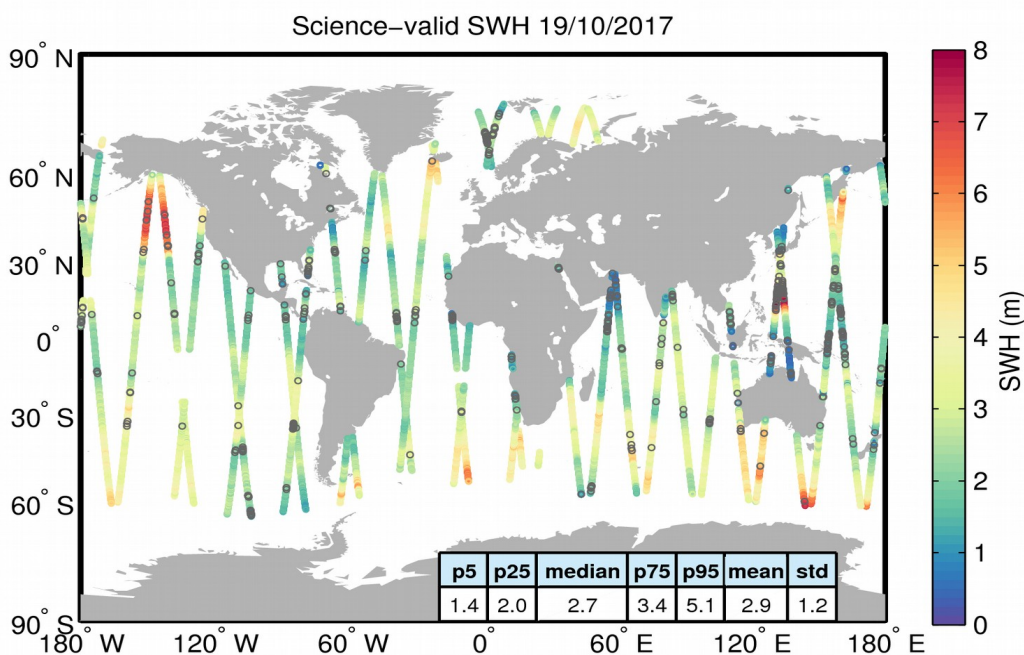 Science-valid SWH 19/10/2017
90° N
60° N
30° N
0°
30° S
60° S
90° S
180° W
120° W
60° W
0°
60° E
120° E
180° E
p5 p25 median p75 p95 mean std
1.4 2.0 2.7 3.4 5.1 2.9 1.2
8
7
6
5
4
3
2
1
0
SWH (m)